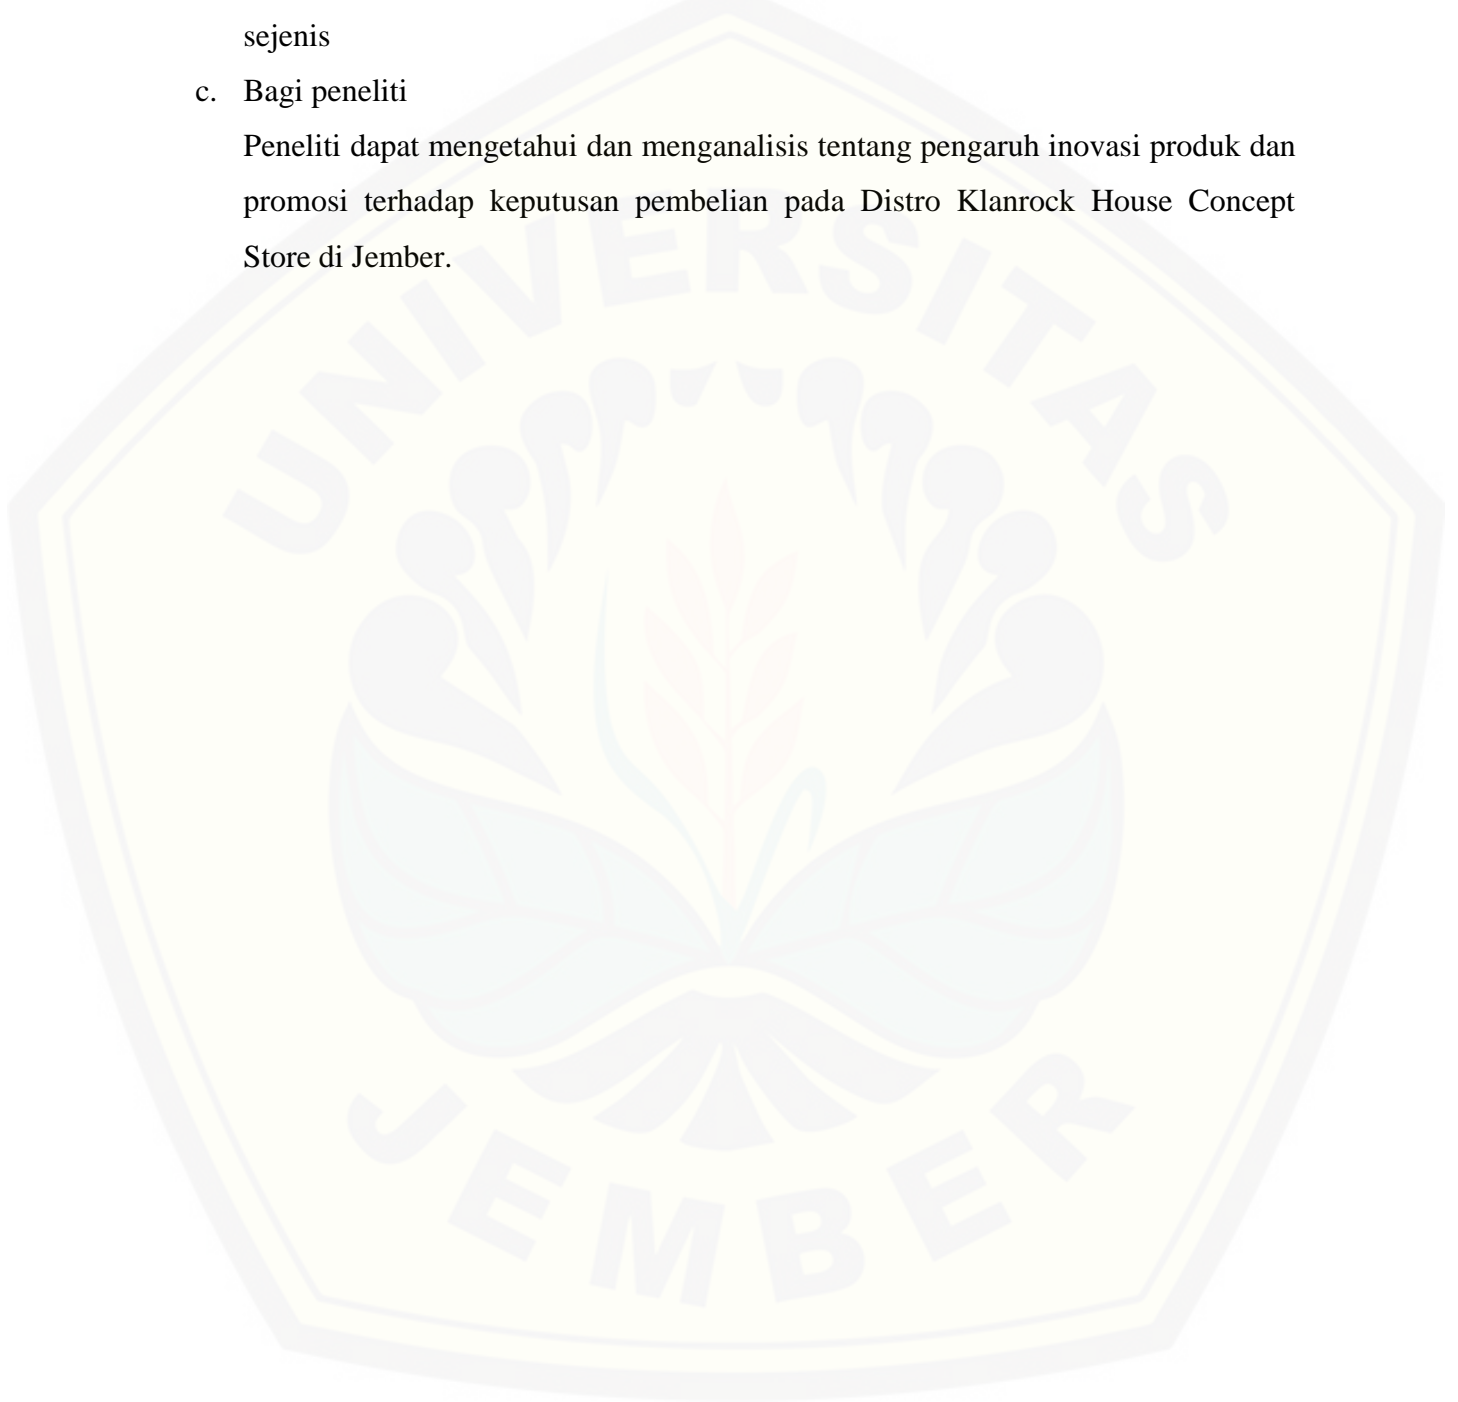 sejenis
c. Bagi peneliti
Peneliti dapat mengetahui dan menganalisis tentang pengaruh inovasi produk dan
promosi terhadap keputusan pembelian pada Distro Klanrock House Concept
Store di Jember.
UNIVERSITAS
JEMBER